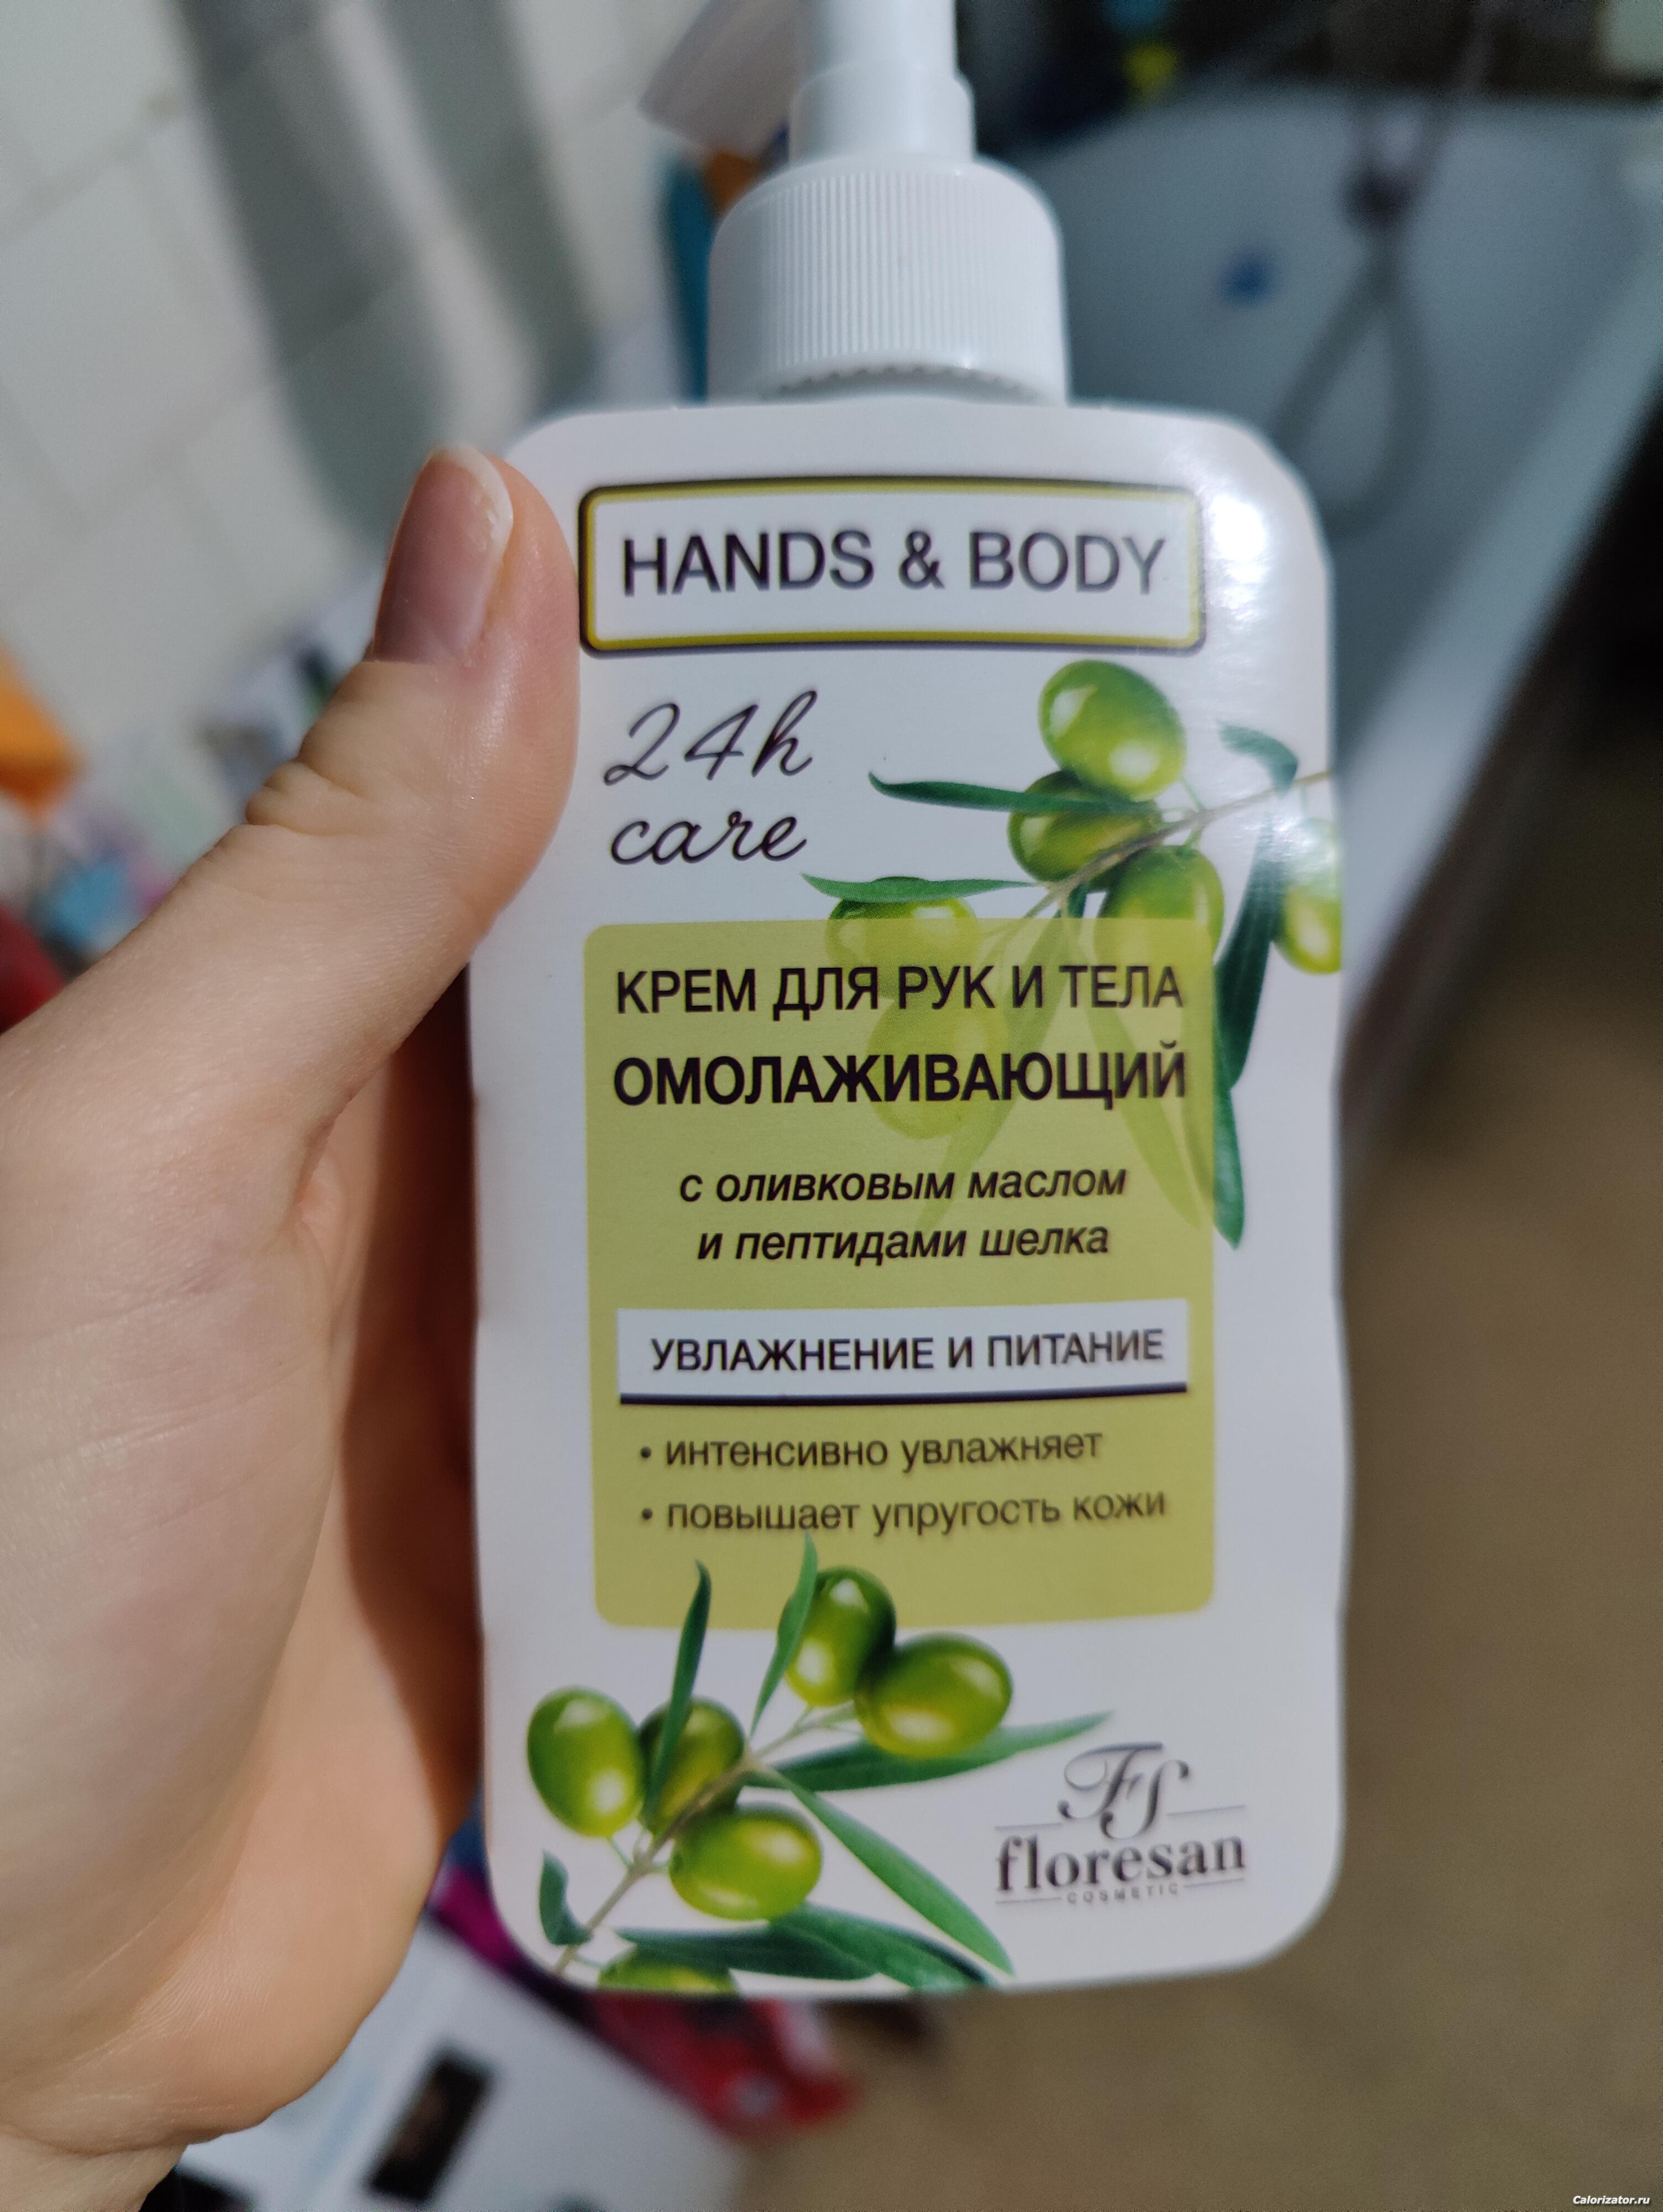 HANDS & BODY
24h
care
КРЕМ ДЛЯ РУК И ТЕЛА
ОМОЛАЖИВАЮЩИЙ
с оливковым маслом
и пептидами шелка
УВЛАЖНЕНИЕ И ПИТАНИЕ
• интенсивно увлажняет
• повышает упругость кожи
FS
floresan
COSMETIC
Calorizator.ru